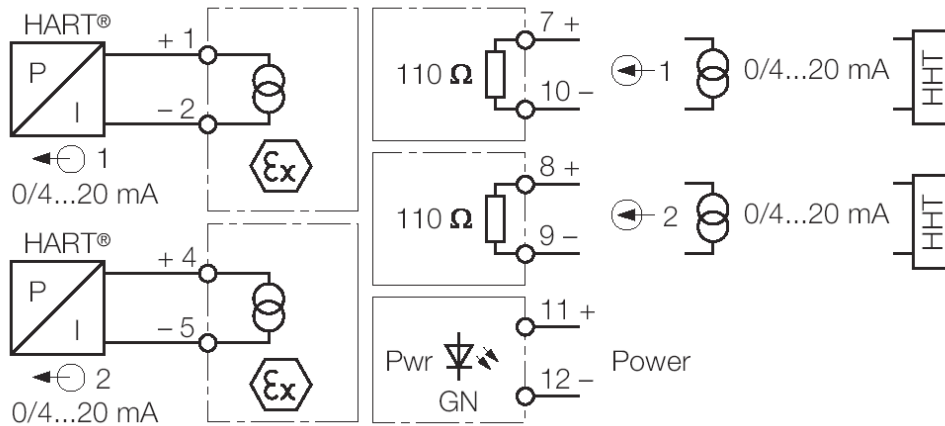 HART®
P
I
+ 1
− 2
1
0/4...20 mA
Ex
HART®
P
I
+ 4
− 5
2
0/4...20 mA
Ex
110 Ω
7 +
10 −
1
0/4...20 mA
HHT
110 Ω
8 +
9 −
2
0/4...20 mA
HHT
Pwr
GN
11 +
12 −
Power